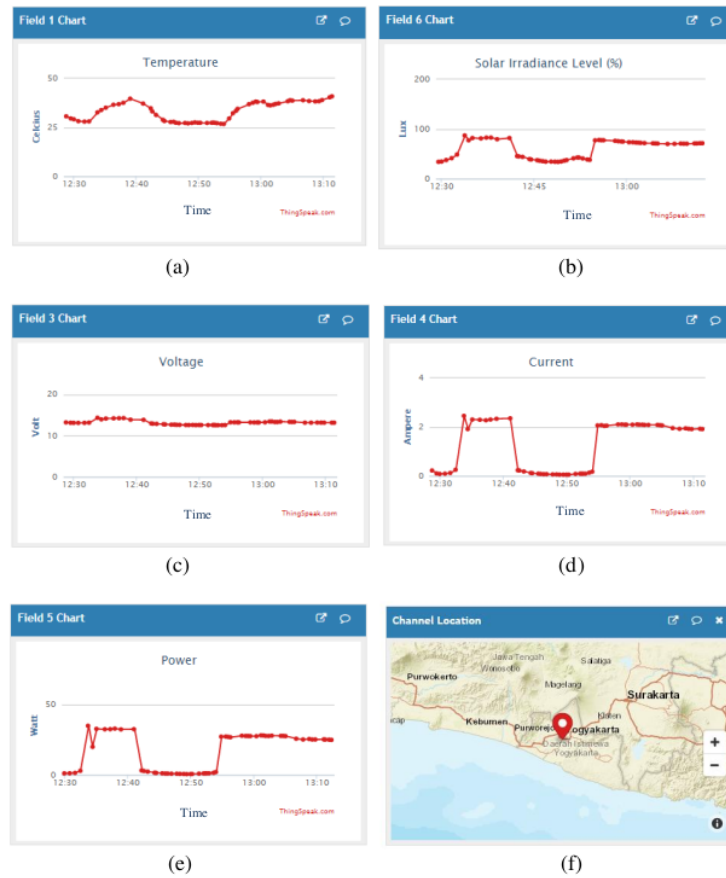 Field 1 Chart
Temperature
50
25
0
Celcius
12:30 12:40 12:50 13:00 13:10
Time
ThingSpeak.com
(a)
Field 6 Chart
Solar Irradiance Level (%)
200
100
0
Lux
12:30 12:45 13:00
Time
ThingSpeak.com
(b)
Field 3 Chart
Voltage
20
10
0
Volt
12:30 12:40 12:50 13:00 13:10
Time
ThingSpeak.com
(c)
Field 4 Chart
Current
4
2
0
Ampere
12:30 12:40 12:50 13:00 13:10
Time
ThingSpeak.com
(d)
Field 5 Chart
Power
50
0
Watt
12:30 12:40 12:50 13:00 13:10
Time
ThingSpeak.com
(e)
Channel Location
Jawa Tengah
Wonosobo
Salatiga
Purwokerto
Magelang
Surakarta
Klaten
Kebumen
Purworejo
ogyakarta
Daerah Istimewa
Yogyakarta
+
−
(f)